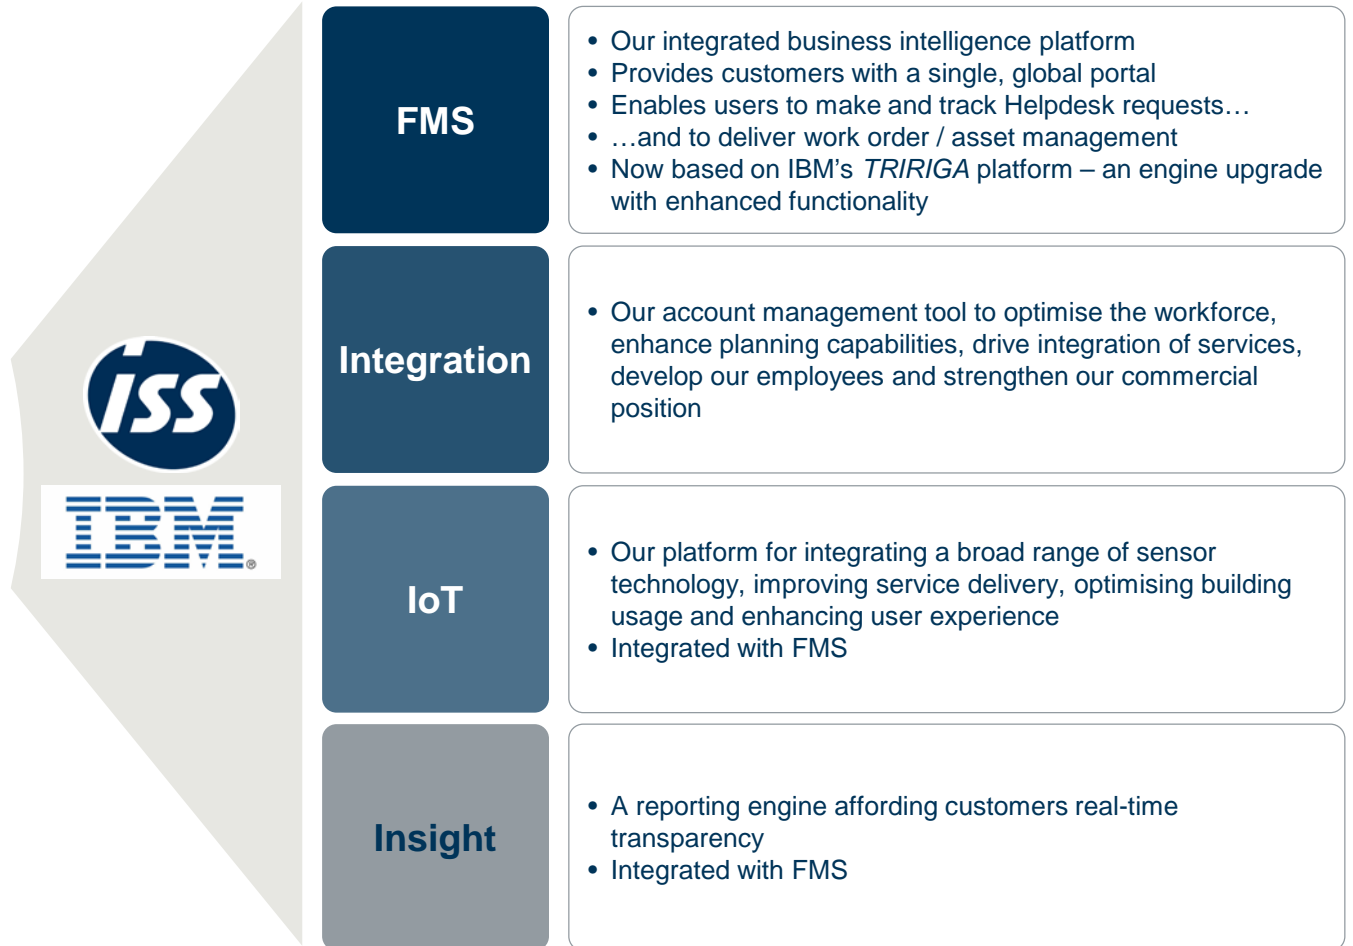 FMS
• Our integrated business intelligence platform
• Provides customers with a single, global portal
• Enables users to make and track Helpdesk requests…
• …and to deliver work order / asset management
• Now based on IBM’s TRIRIGA platform – an engine upgrade
with enhanced functionality
Integration
• Our account management tool to optimise the workforce,
enhance planning capabilities, drive integration of services,
develop our employees and strengthen our commercial
position
ISS
IBM®
IoT
• Our platform for integrating a broad range of sensor
technology, improving service delivery, optimising building
usage and enhancing user experience
• Integrated with FMS
Insight
• A reporting engine affording customers real-time
transparency
• Integrated with FMS